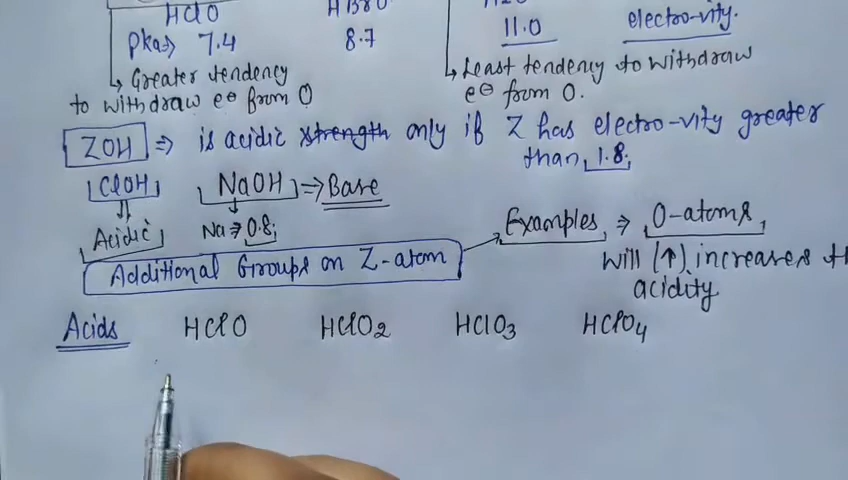 HClO HBrO
pka⇒ 7.4 8.7 11.0 electro-vity.
↳ Greater tendency to withdraw e⊖ from O
↳ Least tendency to withdraw e⊖ from O.
ZOH ⇒ is acidic strength only if Z has electro-vity greater than 1.8.
ClOH NaOH ⇒ Base
⇓
Acidic Na⇒ 0.8;
Additional Groups on Z-atom → Examples ⇒ O-atoms,
will (↑) increases th
acidity
Acids HClO HClO2 HClO3 HClO4